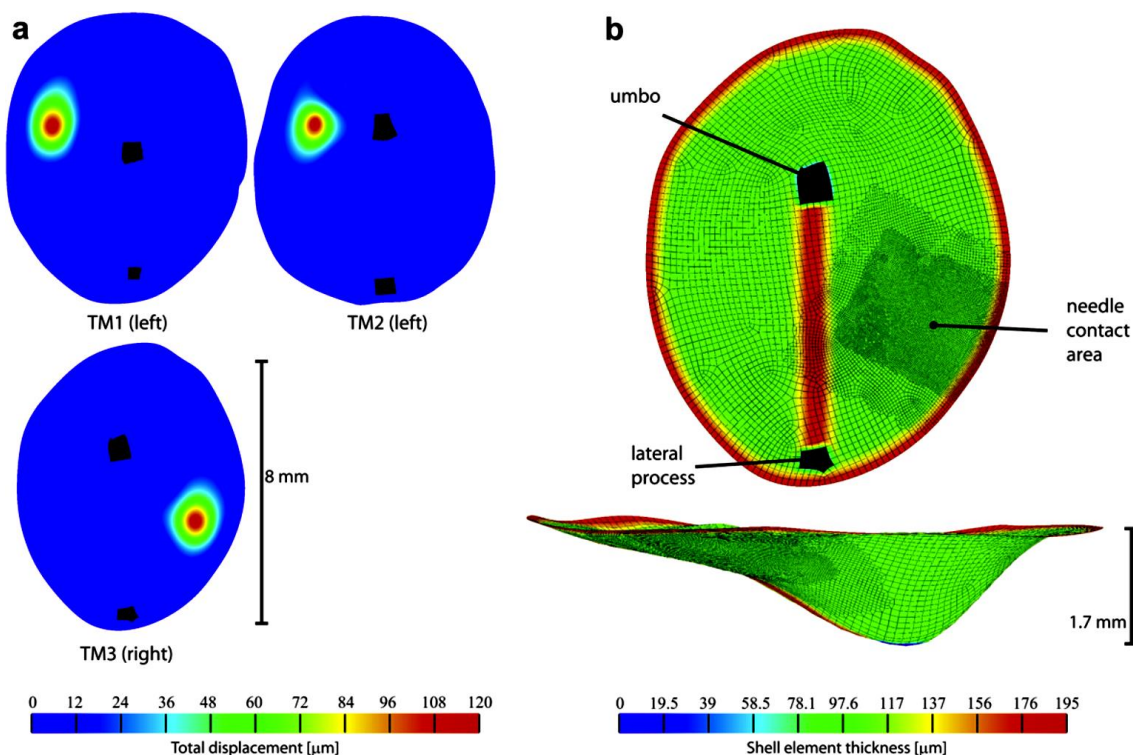 a
TM1 (left)
TM2 (left)
8 mm
TM3 (right)
0 12 24 36 48 60 72 84 96 108 120
Total displacement [μm]
b
umbo
needle
contact
area
lateral
process
1.7 mm
0 19.5 39 58.5 78.1 97.6 117 137 156 176 195
Shell element thickness [μm]